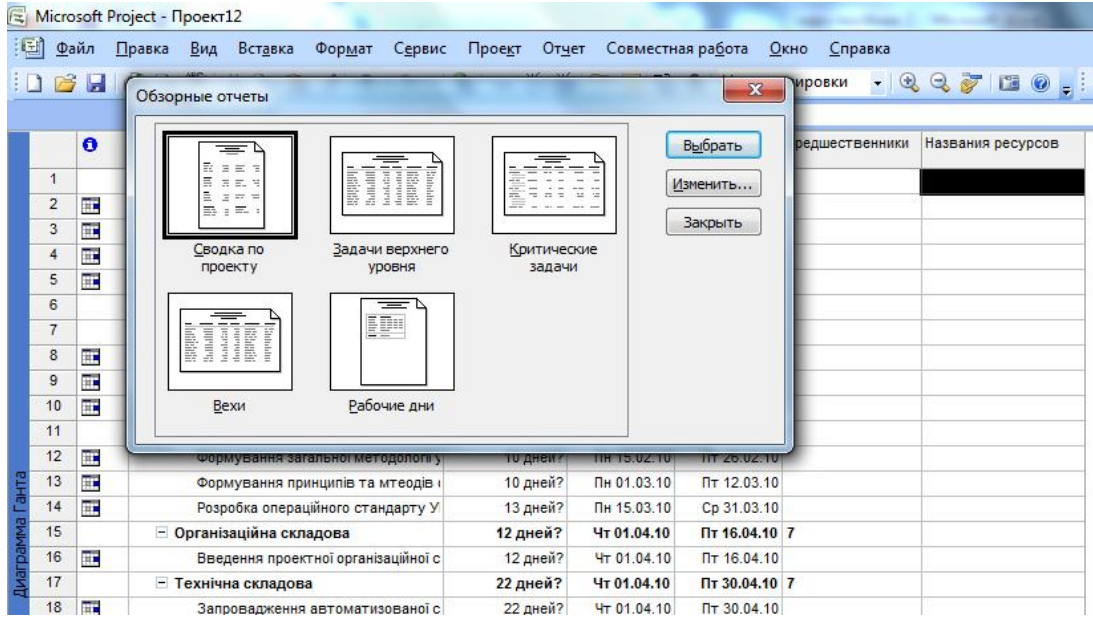 Microsoft Project - Проект12
Файл Правка Вид Вставка Формат Сервис Проект Отчет Совместная работа Окно Справка
ировки
Обзорные отчеты
Выбрать
Изменить...
Закрыть
Сводка по
проекту
Задачи верхнего
уровня
Критические
задачи
Вехи
Рабочие дни
редшественники Названия ресурсов
1
2
3
4
5
6
7
8
9
10
11
12 Формування загальної методології у 10 дней? Пн 15.02.10 Пт 26.02.10
13 Формування принципів та мтеодів 10 дней? Пн 01.03.10 Пт 12.03.10
14 Розробка операційного стандарту У 13 дней? Пн 15.03.10 Ср 31.03.10
15 Організаційна складова 12 дней? Чт 01.04.10 Пт 16.04.10 7
16 Введення проектної організаційної с 12 дней? Чт 01.04.10 Пт 16.04.10
17 Технічна складова 22 дней? Чт 01.04.10 Пт 30.04.10 7
18 Запровадження автоматизованої с 22 дней? Чт 01.04.10 Пт 30.04.10
Диаграмма Ганта